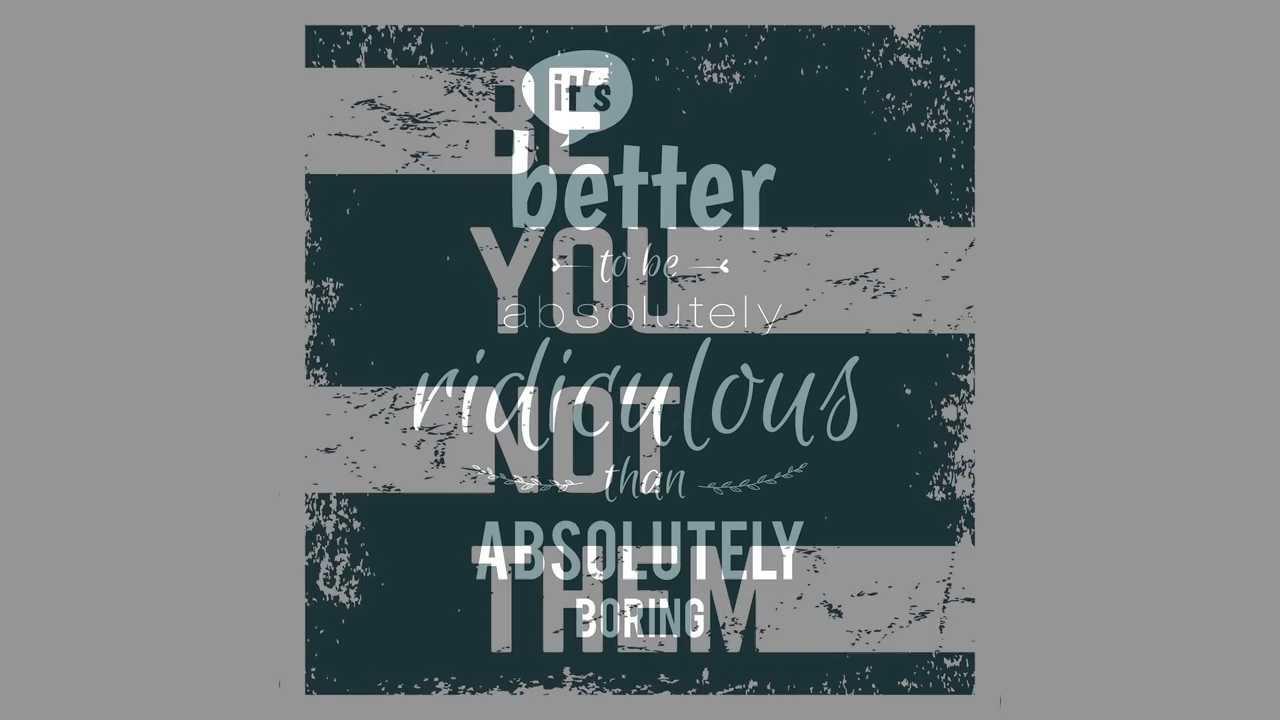 BE
it's
better
YOU
to be
absolutely
ridiculous
NOT
than
ABSOLUTELY
THEM
BORING